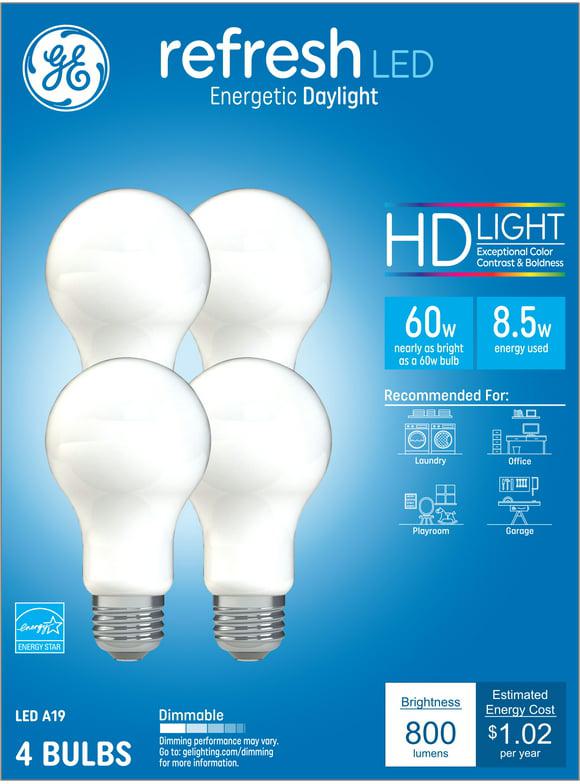 GE
refresh LED
Energetic Daylight
HD LIGHT
Exceptional Color
Contrast & Boldness
60w
nearly as bright
as a 60w bulb
8.5w
energy used
Recommended For:
Laundry
Office
Playroom
Garage
energy
ENERGY STAR
LED A19
4 BULBS
Dimmable
Dimming performance may vary.
Go to: gelighting.com/dimming
for more information.
Brightness
800
lumens
Estimated
Energy Cost
$1.02
per year